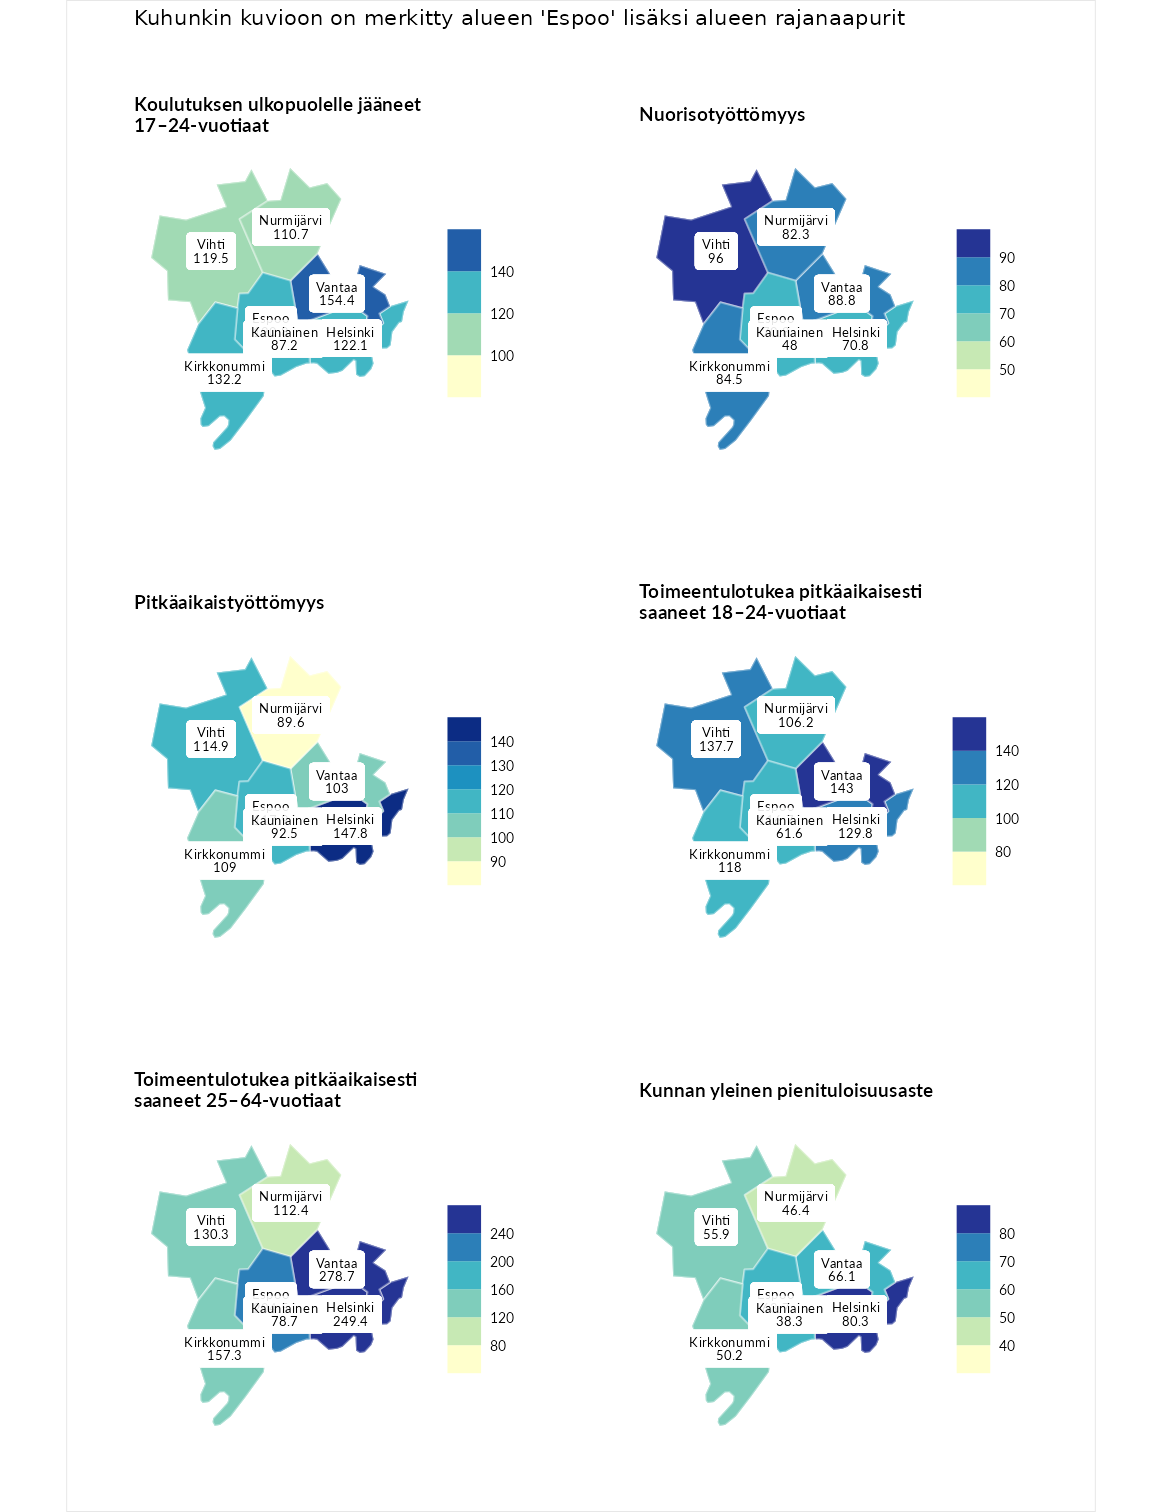 Kuhunkin kuvioon on merkitty alueen 'Espoo' lisäksi alueen rajanaapurit
Koulutuksen ulkopuolelle jääneet
17–24-vuotiaat
Nurmijärvi
110.7
Vihti
119.5
Vantaa
154.4
Espoo
Kauniainen
87.2
Helsinki
122.1
Kirkkonummi
132.2
140
120
100
Nuorisotyöttömyys
Nurmijärvi
82.3
Vihti
96
Vantaa
88.8
Espoo
Kauniainen
48
Helsinki
70.8
Kirkkonummi
84.5
90
80
70
60
50
Pitkäaikaistyöttömyys
Nurmijärvi
89.6
Vihti
114.9
Vantaa
103
Espoo
Kauniainen
92.5
Helsinki
147.8
Kirkkonummi
109
140
130
120
110
100
90
Toimeentulotukea pitkäaikaisesti
saaneet 18–24-vuotiaat
Nurmijärvi
106.2
Vihti
137.7
Vantaa
143
Espoo
Kauniainen
61.6
Helsinki
129.8
Kirkkonummi
118
140
120
100
80
Toimeentulotukea pitkäaikaisesti
saaneet 25–64-vuotiaat
Nurmijärvi
112.4
Vihti
130.3
Vantaa
278.7
Espoo
Kauniainen
78.7
Helsinki
249.4
Kirkkonummi
157.3
240
200
160
120
80
Kunnan yleinen pienituloisuusaste
Nurmijärvi
46.4
Vihti
55.9
Vantaa
66.1
Espoo
Kauniainen
38.3
Helsinki
80.3
Kirkkonummi
50.2
80
70
60
50
40